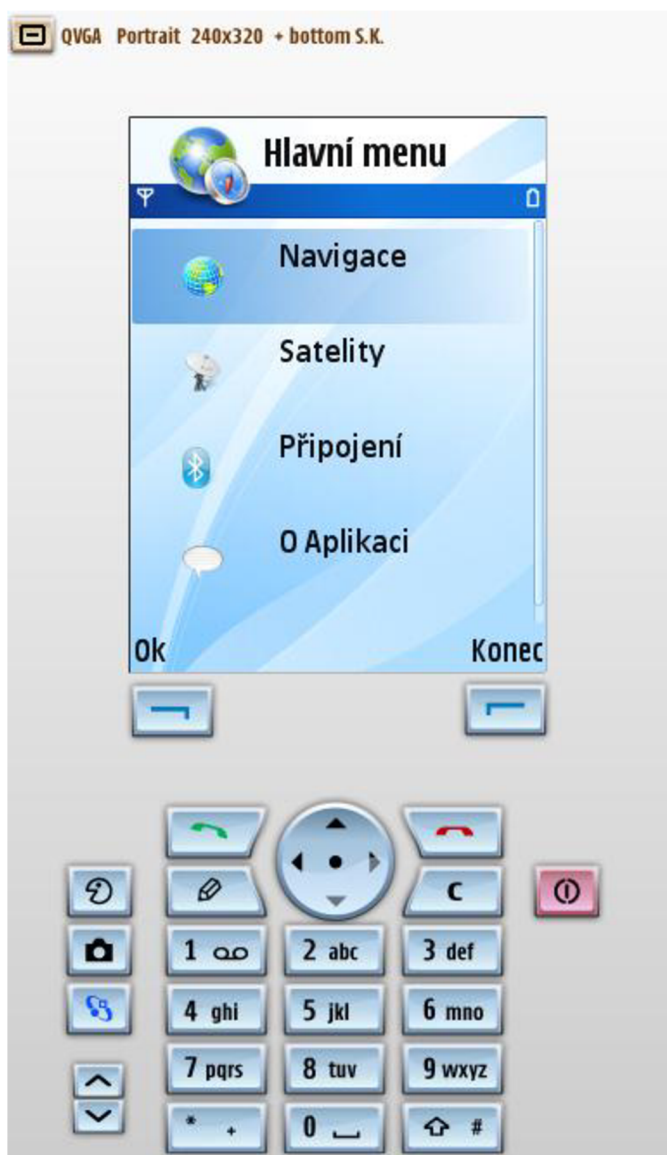 QVGA Portrait 240x320 + bottom S.K.
Hlavní menu
Navigace
Satelity
Připojení
O Aplikaci
Ok Konec
C
1 2 abc 3 def
4 ghi 5 jkl 6 mno
7 pqrs 8 tuv 9 wxyz
* + 0 #